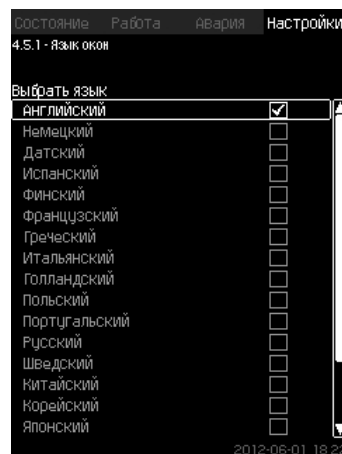 Состояние Работа Авария Настройки
4.5.1 - Язык окон
Выбрать язык
Английский
Немецкий
Датский
Испанский
Финский
Французский
Греческий
Итальянский
Голландский
Польский
Португальский
Русский
Шведский
Китайский
Корейский
Японский
2012-06-01 18:22